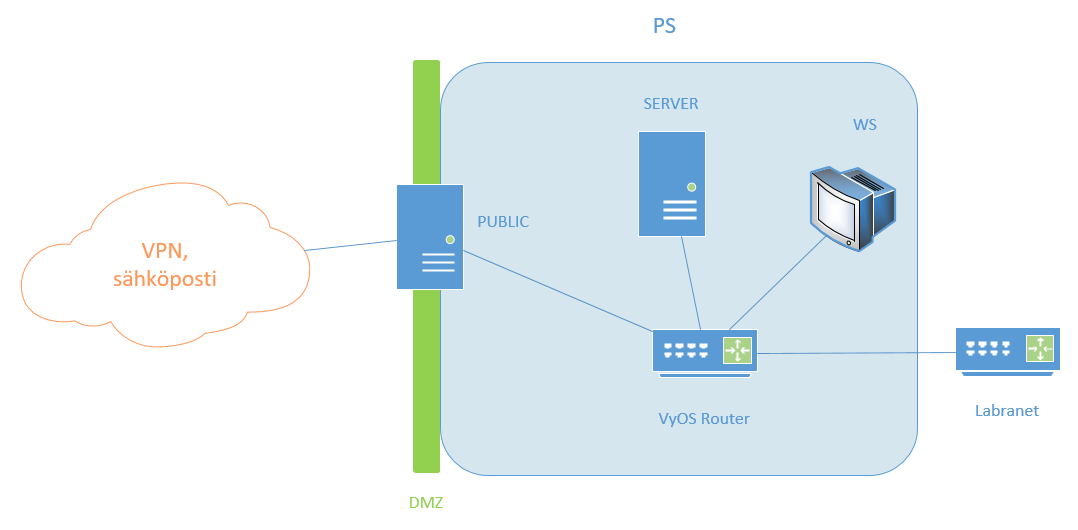 PS
SERVER
WS
PUBLIC
VPN,
sähköposti
VyOS Router
Labranet
DMZ